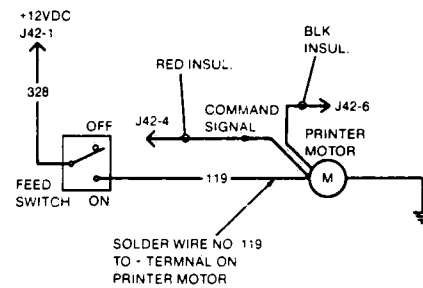 +12VDC
J42-1
328
OFF
FEED
SWITCH
ON
RED INSUL.
J42-4
COMMAND
SIGNAL
BLK
INSUL.
J42-6
PRINTER
MOTOR
M
119
SOLDER WIRE NO. 119
TO - TERMNAL ON
PRINTER MOTOR